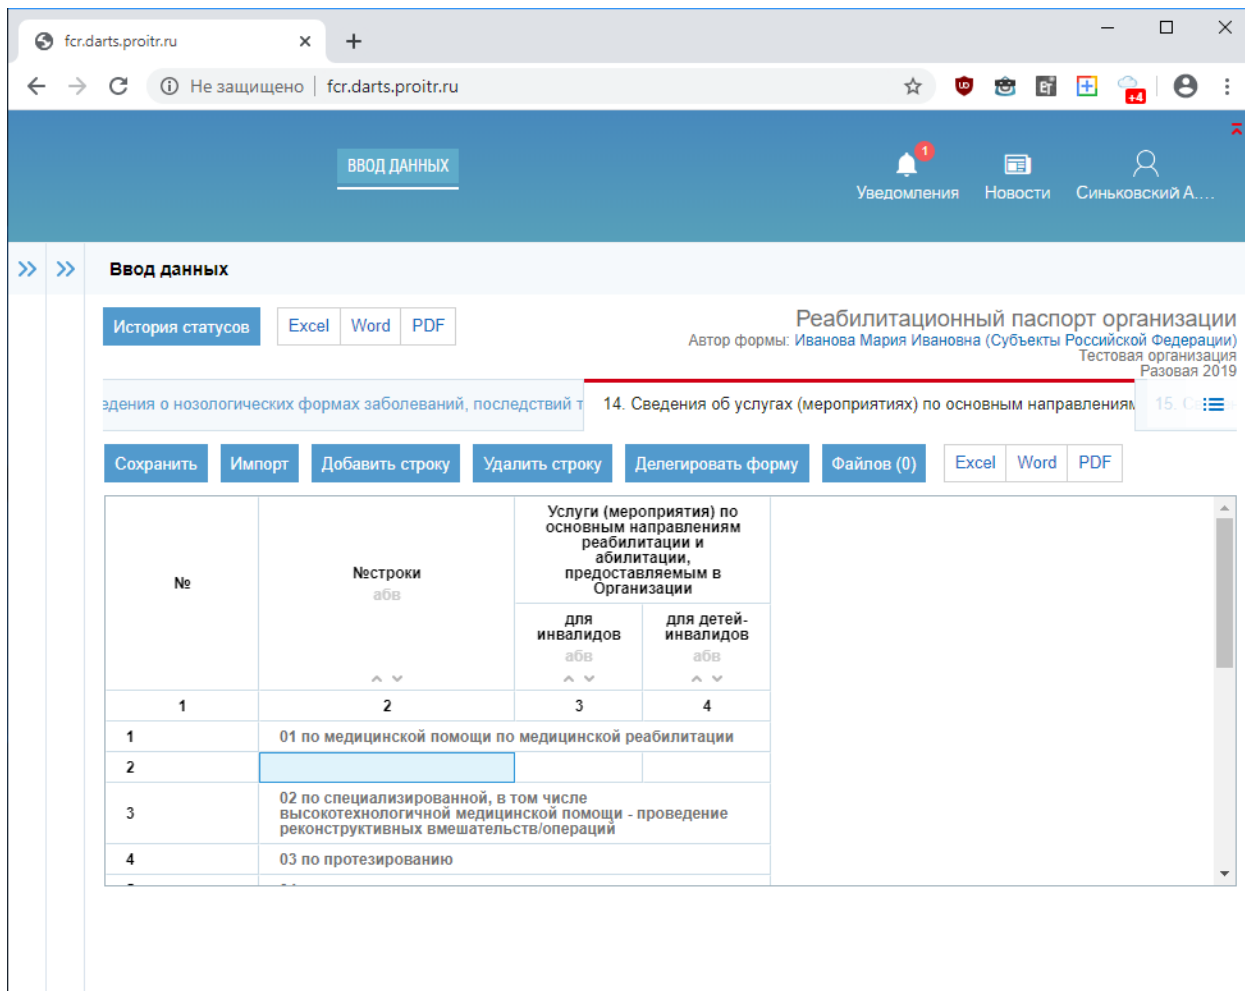 fcr.darts.proitr.ru
Не защищено | fcr.darts.proitr.ru
+4
ВВОД ДАННЫХ
1
Уведомления Новости Синьковский А....
Ввод данных
История статусов Excel Word PDF
Реабилитационный паспорт организации
Автор формы: Иванова Мария Ивановна (Субъекты Российской Федерации)
Тестовая организация
Разовая 2019
едения о нозологических формах заболеваний, последствий т 14. Сведения об услугах (мероприятиях) по основным направлениям 15.
Сохранить Импорт Добавить строку Удалить строку Делегировать форму Файлов (0) Excel Word PDF
№
№строки
абв
Услуги (мероприятия) по
основным направлениям
реабилитации и
абилитации,
предоставляемым в
Организации
для
инвалидов
абв
для детей-
инвалидов
абв
1 2 3 4
1 01 по медицинской помощи по медицинской реабилитации
2
3 02 по специализированной, в том числе
высокотехнологичной медицинской помощи - проведение
реконструктивных вмешательств/операций
4 03 по протезированию